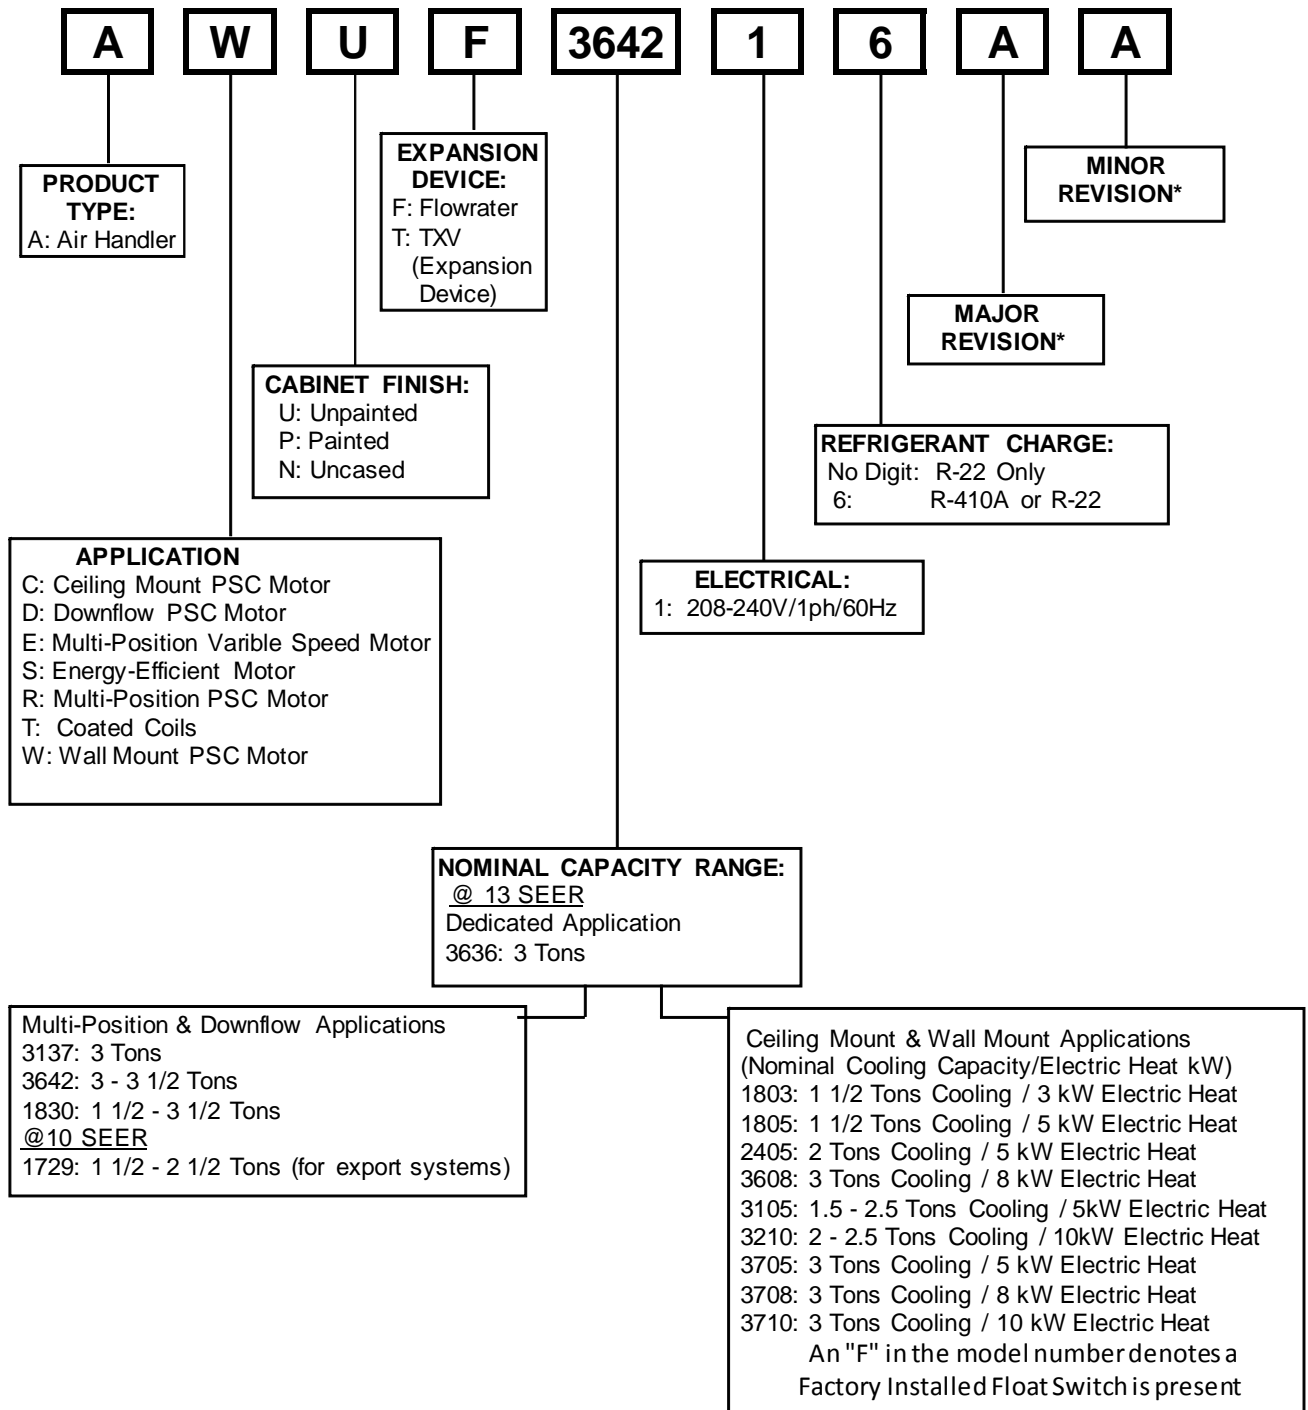 A W U F 3642 1 6 A A
PRODUCT
TYPE:
A: Air Handler
EXPANSION
DEVICE:
F: Flowrater
T: TXV
(Expansion
Device)
MINOR
REVISION*
MAJOR
REVISION*
CABINET FINISH:
U: Unpainted
P: Painted
N: Uncased
REFRIGERANT CHARGE:
No Digit: R-22 Only
6: R-410A or R-22
APPLICATION
C: Ceiling Mount PSC Motor
D: Downflow PSC Motor
E: Multi-Position Varible Speed Motor
S: Energy-Efficient Motor
R: Multi-Position PSC Motor
T: Coated Coils
W: Wall Mount PSC Motor
ELECTRICAL:
1: 208-240V/1ph/60Hz
NOMINAL CAPACITY RANGE:
@ 13 SEER
Dedicated Application
3636: 3 Tons
Multi-Position & Downflow Applications
3137: 3 Tons
3642: 3 - 3 1/2 Tons
1830: 1 1/2 - 3 1/2 Tons
@10 SEER
1729: 1 1/2 - 2 1/2 Tons (for export systems)
Ceiling Mount & Wall Mount Applications
(Nominal Cooling Capacity/Electric Heat kW)
1803: 1 1/2 Tons Cooling / 3 kW Electric Heat
1805: 1 1/2 Tons Cooling / 5 kW Electric Heat
2405: 2 Tons Cooling / 5 kW Electric Heat
3608: 3 Tons Cooling / 8 kW Electric Heat
3105: 1.5 - 2.5 Tons Cooling / 5kW Electric Heat
3210: 2 - 2.5 Tons Cooling / 10kW Electric Heat
3705: 3 Tons Cooling / 5 kW Electric Heat
3708: 3 Tons Cooling / 8 kW Electric Heat
3710: 3 Tons Cooling / 10 kW Electric Heat
An "F" in the model number denotes a
Factory Installed Float Switch is present